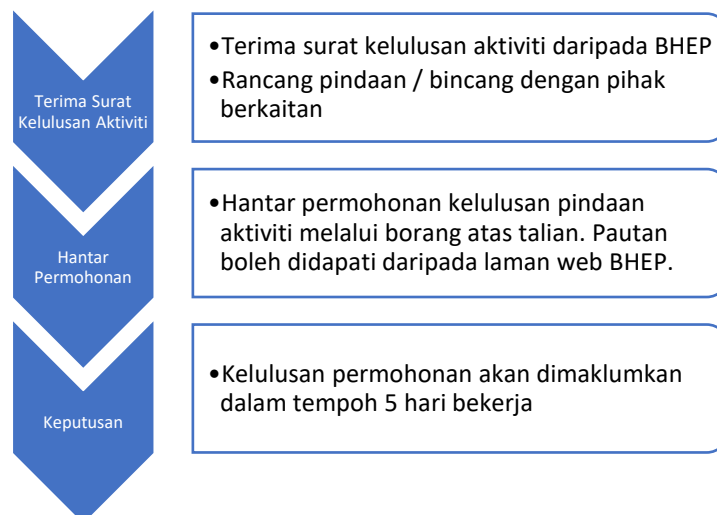 Terima Surat
Kelulusan Aktiviti
•Terima surat kelulusan aktiviti daripada BHEP
•Rancang pindaan / bincang dengan pihak
berkaitan
Hantar
Permohonan
•Hantar permohonan kelulusan pindaan
aktiviti melalui borang atas talian. Pautan
boleh didapati daripada laman web BHEP.
Keputusan
•Kelulusan permohonan akan dimaklumkan
dalam tempoh 5 hari bekerja